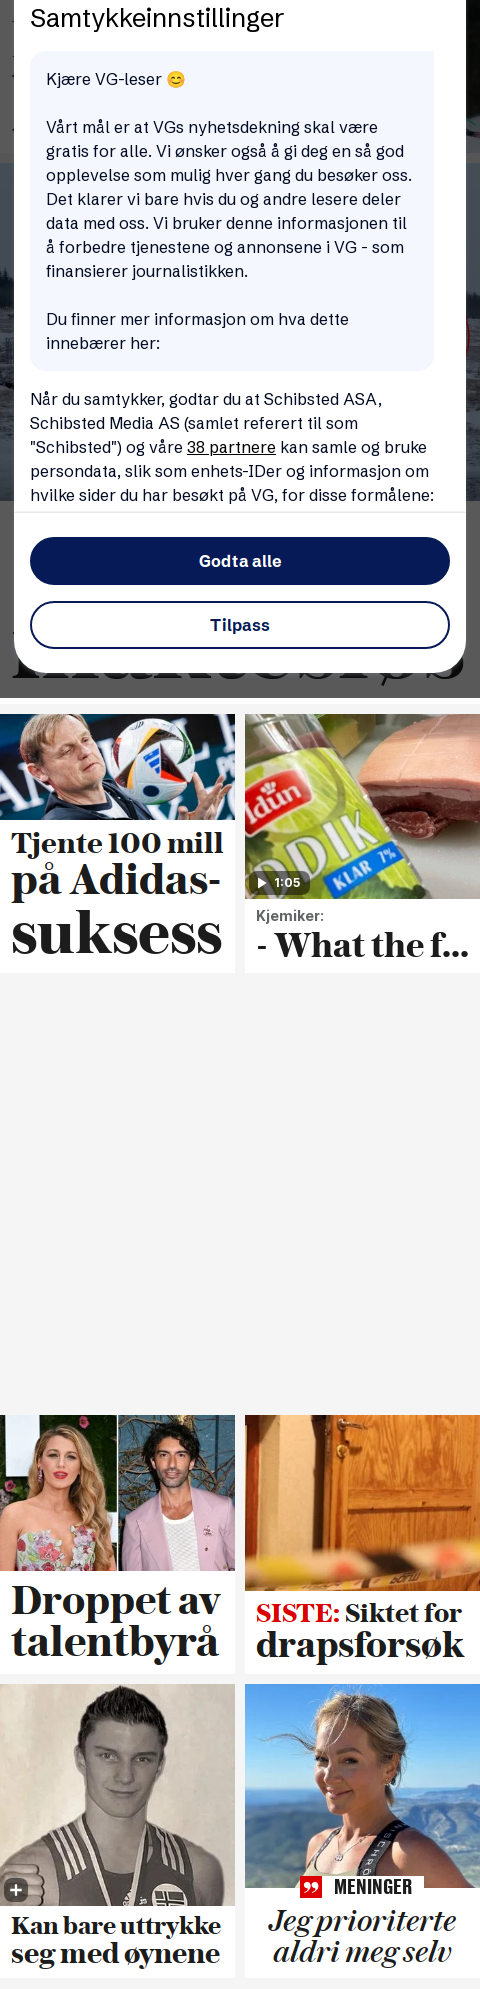 Samtykkeinnstillinger
Kjære VG-leser 😊
Vårt mål er at VGs nyhetsdekning skal være
gratis for alle. Vi ønsker også å gi deg en så god
opplevelse som mulig hver gang du besøker oss.
Det klarer vi bare hvis du og andre lesere deler
data med oss. Vi bruker denne informasjonen til
å forbedre tjenestene og annonsene i VG - som
finansierer journalistikken.
Du finner mer informasjon om hva dette
innebærer her:
Når du samtykker, godtar du at Schibsted ASA,
Schibsted Media AS (samlet referert til som
"Schibsted") og våre 38 partnere kan samle og bruke
persondata, slik som enhets-IDer og informasjon om
hvilke sider du har besøkt på VG, for disse formålene:
Godta alle
Tilpass
Tjente 100 mill
på Adidas-
suksess
Idun
DDIK
KLAR 7%
1:05
Kjemiker:
- What the f...
Droppet av
talentbyrå
SISTE: Siktet for
drapsforsøk
Kan bare uttrykke
seg med øynene
MENINGER
Jeg prioriterte
aldri meg selv